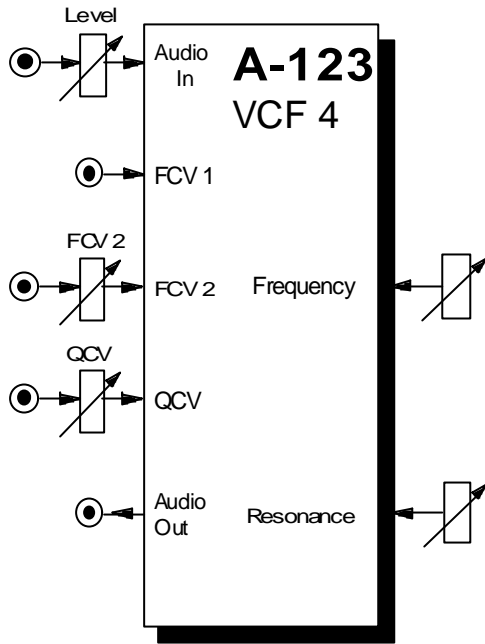 Level
Audio
In
A-123
VCF 4
FCV 1
FCV 2
FCV 2
Frequency
QCV
QCV
Audio
Out
Resonance